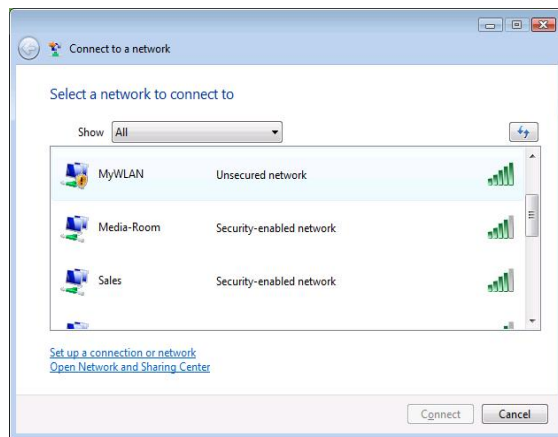 Connect to a network
Select a network to connect to
Show All
MyWLAN Unsecured network
Media-Room Security-enabled network
Sales Security-enabled network
Set up a connection or network
Open Network and Sharing Center
Connect Cancel